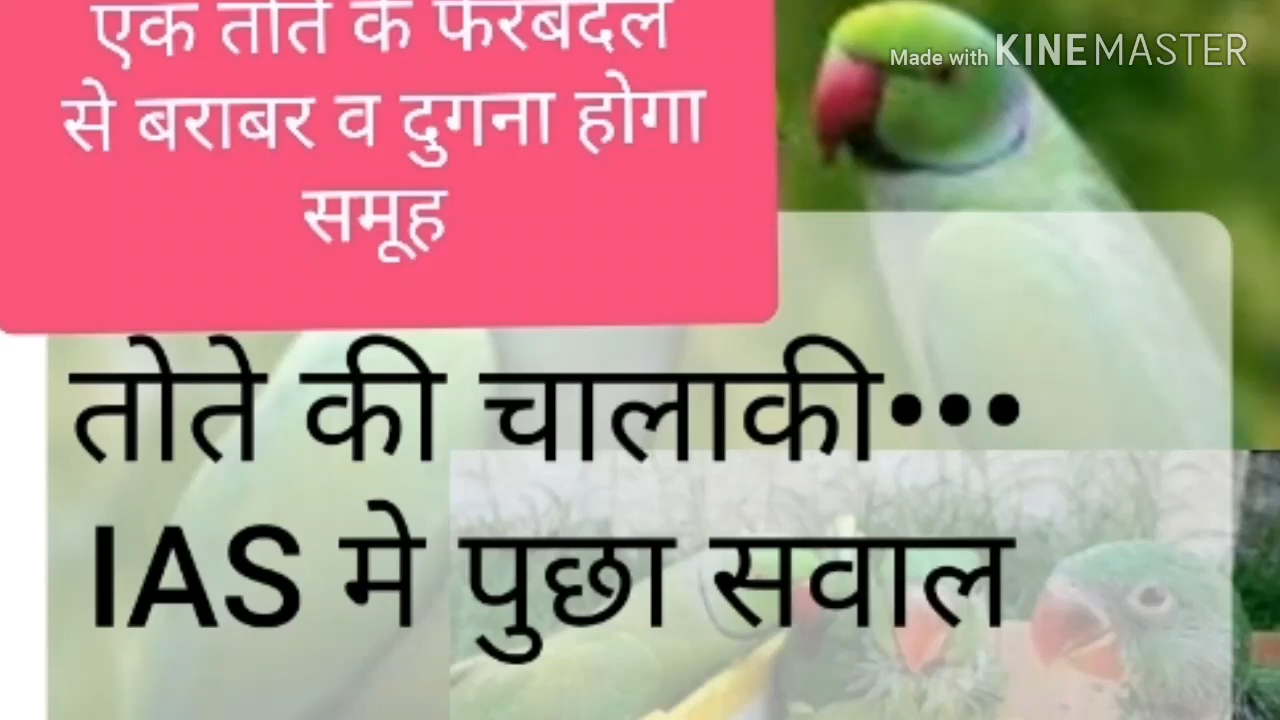 एक तोते के फेरबदल
Made with KINEMASTER
से बराबर व दुगना होगा
समूह
तोते की चालाकी•••
IAS मे पुछा सवाल